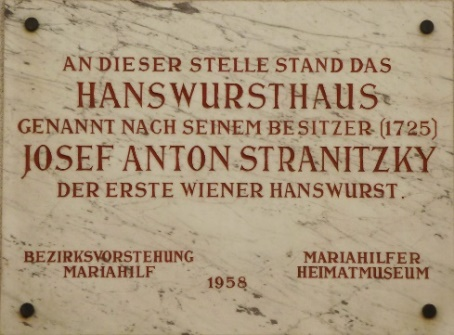 AN DIESER STELLE STAND DAS
HANSWURSTHAUS
GENANNT NACH SEINEM BESITZER (1725)
JOSEF ANTON STRANITZKY
DER ERSTE WIENER HANSWURST.
BEZIRKSVORSTEHUNG
MARIAHILF
1958
MARIAHILFER
HEIMATMUSEUM